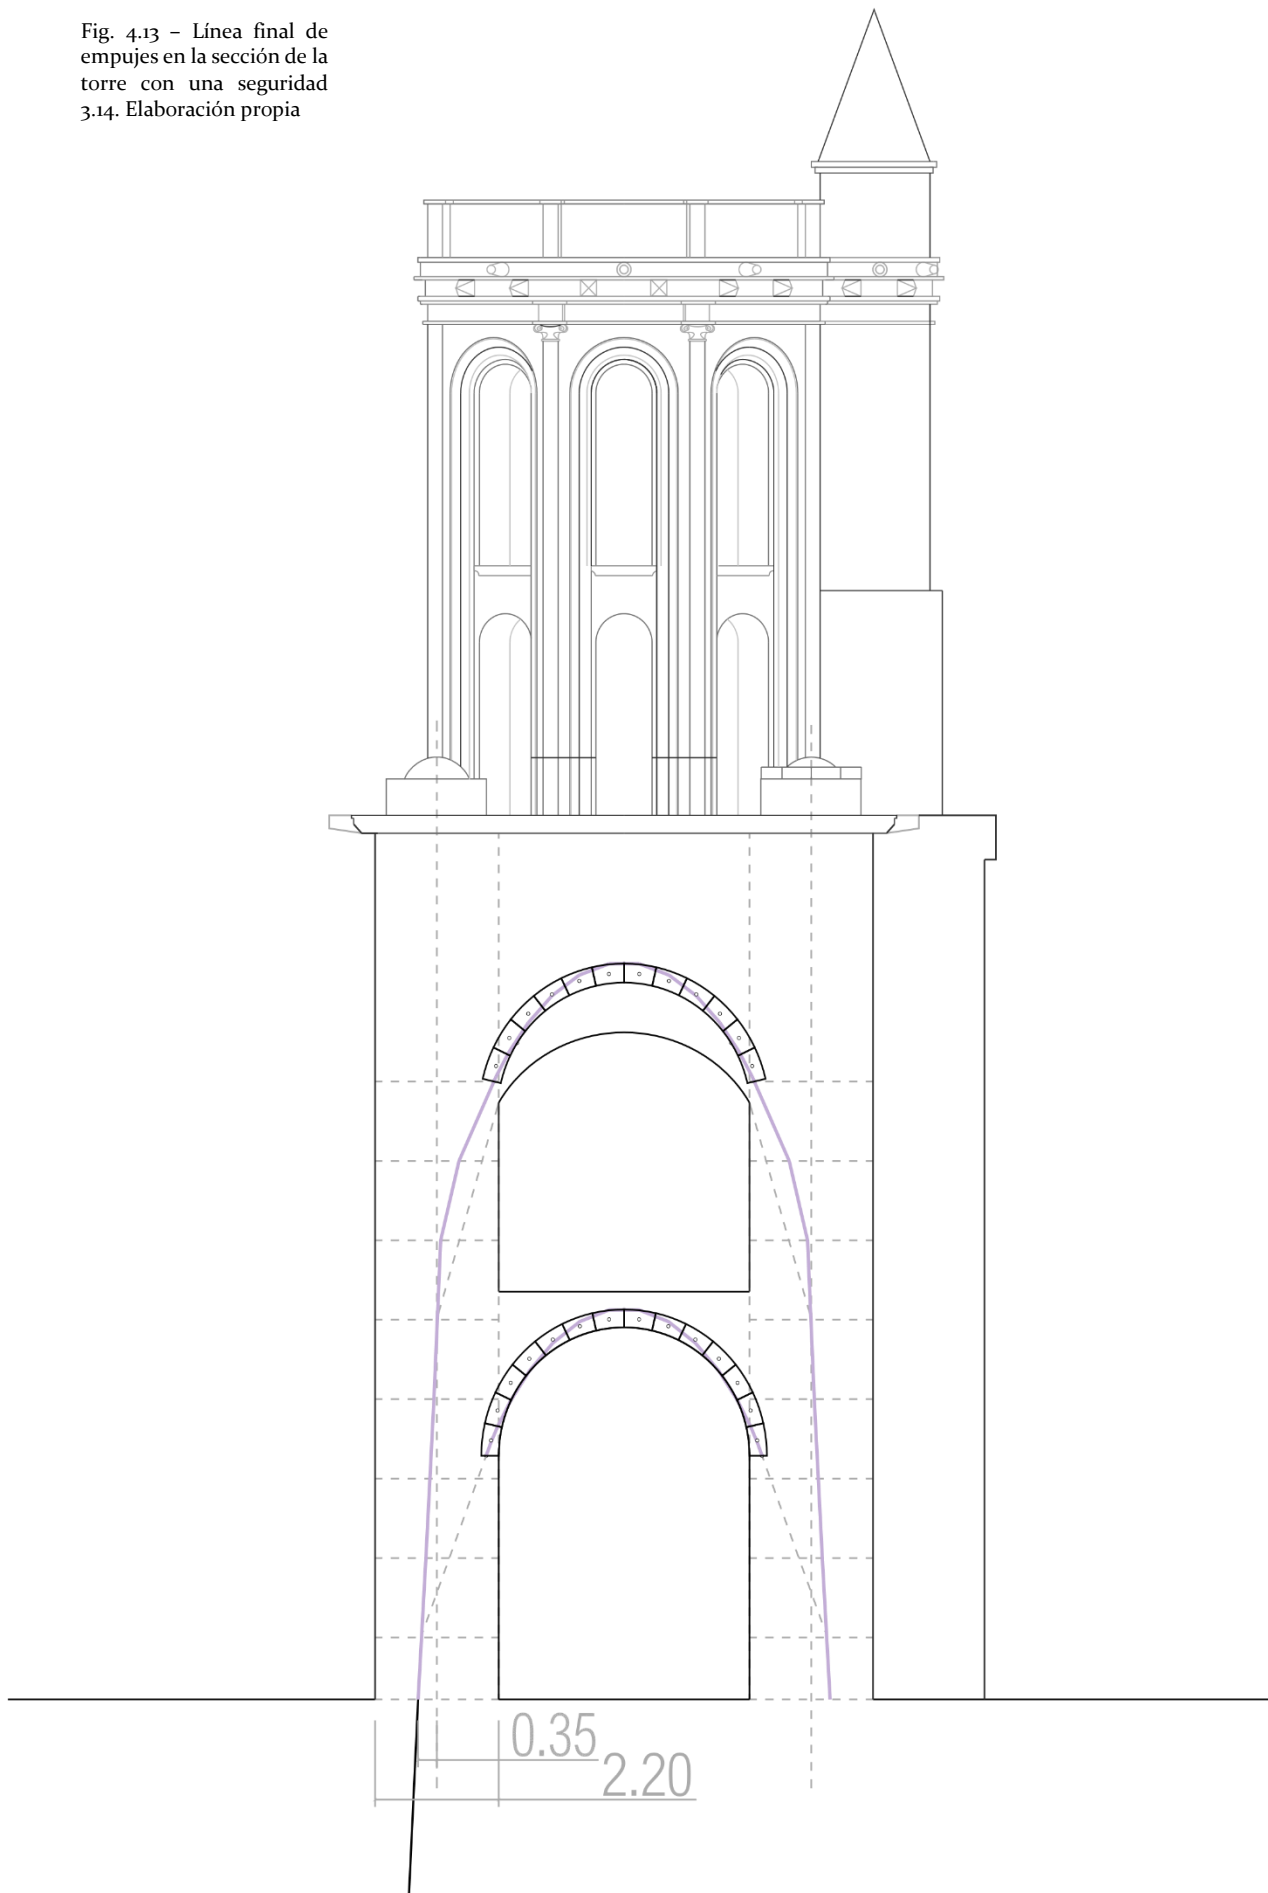 Fig. 4.13 – Línea final de
empujes en la sección de la
torre con una seguridad
3.14. Elaboración propia
0.35
2.20